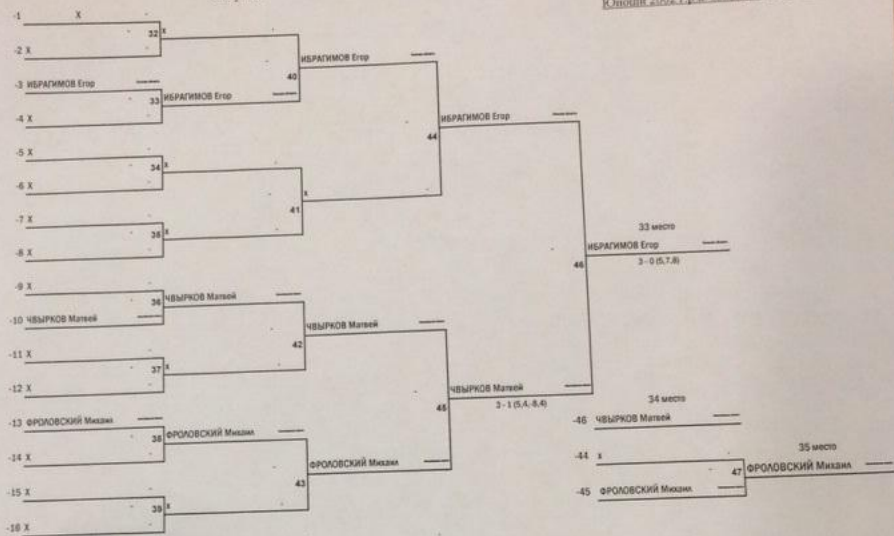 -1 X
32 x
-2 X
40 ИБРАГИМОВ Егор
-3 ИБРАГИМОВ Егор
33 ИБРАГИМОВ Егор
-4 X
44 ИБРАГИМОВ Егор
-5 X
34 x
-6 X
41 x
-7 X
35 x
-8 X
33 место
46 ИБРАГИМОВ Егор
3 - 0 (5,7,8)
-9 X
36 ЧВЫРКОВ Матвей
-10 ЧВЫРКОВ Матвей
42 ЧВЫРКОВ Матвей
-11 X
37 x
-12 X
45 ЧВЫРКОВ Матвей
3 - 1 (5,4,-8,4)
-13 ФРОЛОВСКИЙ Михаил
38 ФРОЛОВСКИЙ Михаил
-14 X
43 ФРОЛОВСКИЙ Михаил
-15 X
39 x
-16 X
34 место
-46 ЧВЫРКОВ Матвей
-44 x
35 место
47 ФРОЛОВСКИЙ Михаил
-45 ФРОЛОВСКИЙ Михаил